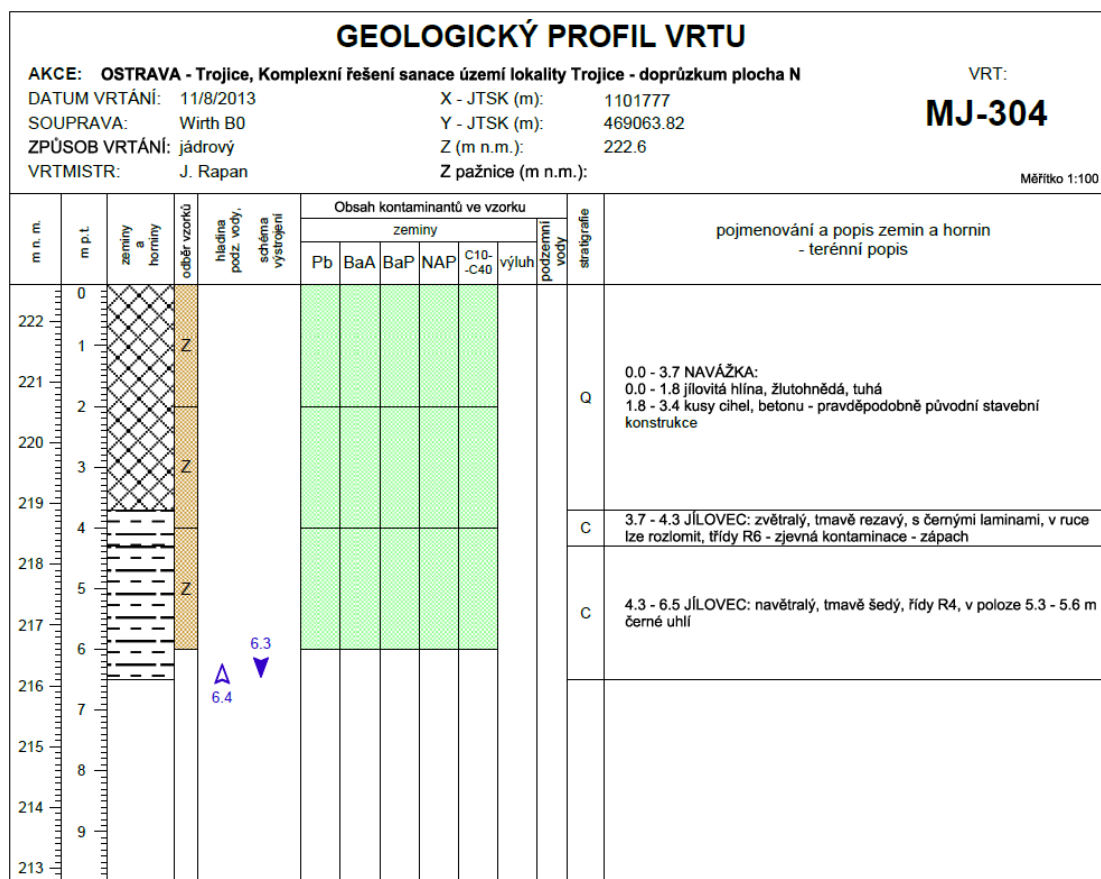 GEOLOGICKÝ PROFIL VRTU
AKCE: OSTRAVA - Trojice, Komplexní řešení sanace území lokality Trojice - doprůzkum plocha N
VRT:
DATUM VRTÁNÍ: 11/8/2013 X - JTSK (m): 1101777
SOUPRAVA: Wirth B0 Y - JTSK (m): 469063.82
MJ-304
ZPŮSOB VRTÁNÍ: jádrový Z (m n.m.): 222.6
VRTMISTR: J. Rapan Z pažnice (m n.m.):
Měřítko 1:100
m n. m.
m p.t.
zeminy
a
horniny
odběr vzorků
hladina
podz. vody,
schéma
výstrojení
Obsah kontaminantů ve vzorku
zeminy
Pb BaA BaP NAP C10-
-C40 výluh
podzemní
vody
stratigrafie
pojmenování a popis zemin a hornin
- terénní popis
0
222
1 Z
221
2
220
3 Z
219
4
218
5 Z
217
6
216
7
215
8
214
9
213
6.3
6.4
Q
0.0 - 3.7 NAVÁŽKA:
0.0 - 1.8 jílovitá hlína, žlutohnědá, tuhá
1.8 - 3.4 kusy cihel, betonu - pravděpodobně původní stavební
konstrukce
C
3.7 - 4.3 JÍLOVEC: zvětralý, tmavě rezavý, s černými laminami, v ruce
lze rozlomit, třídy R6 - zjevná kontaminace - zápach
C
4.3 - 6.5 JÍLOVEC: navětralý, tmavě šedý, řídy R4, v poloze 5.3 - 5.6 m
černé uhlí